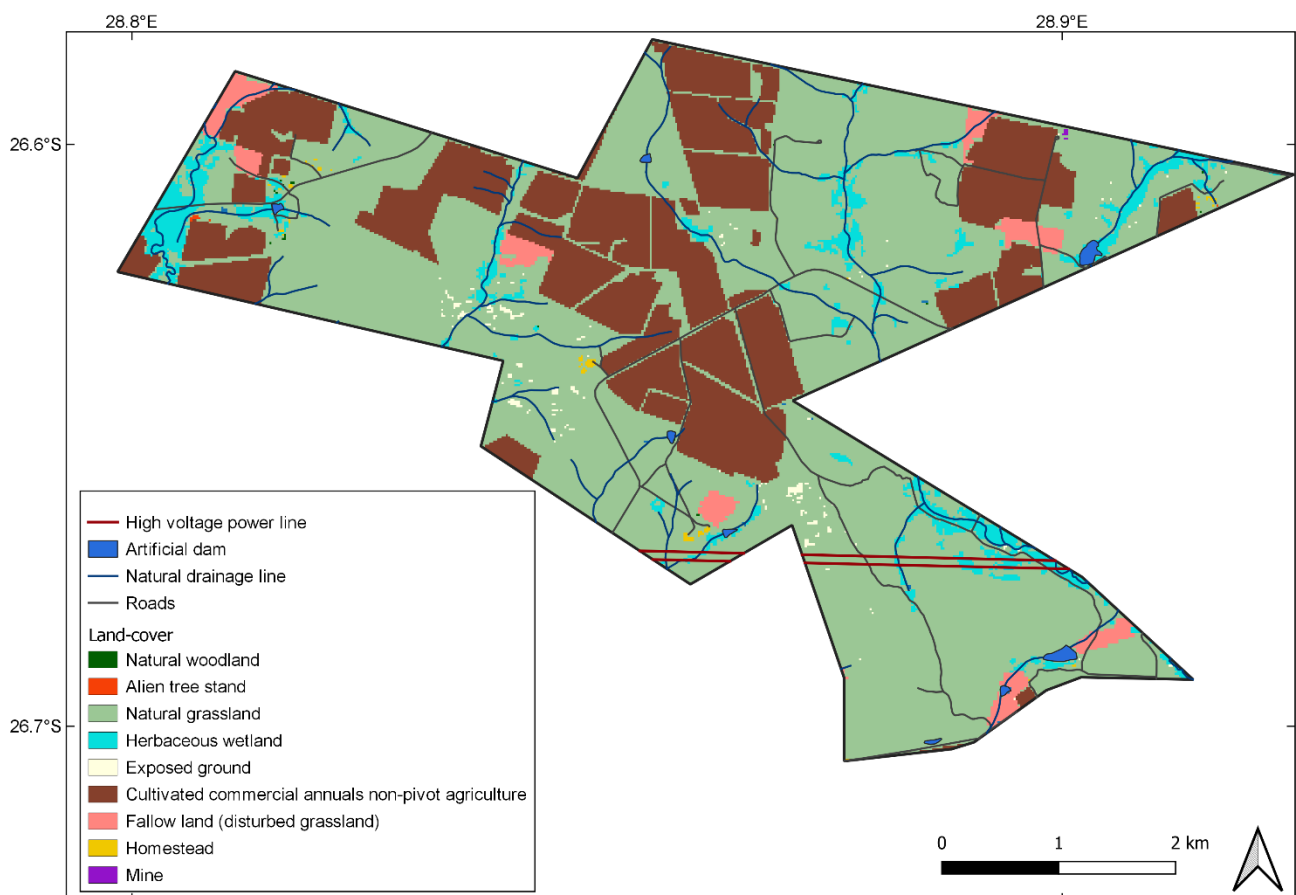 28.8°E
28.9°E
26.6°S
26.7°S
High voltage power line
Artificial dam
Natural drainage line
Roads
Land-cover
Natural woodland
Alien tree stand
Natural grassland
Herbaceous wetland
Exposed ground
Cultivated commercial annuals non-pivot agriculture
Fallow land (disturbed grassland)
Homestead
Mine
0 1 2 km